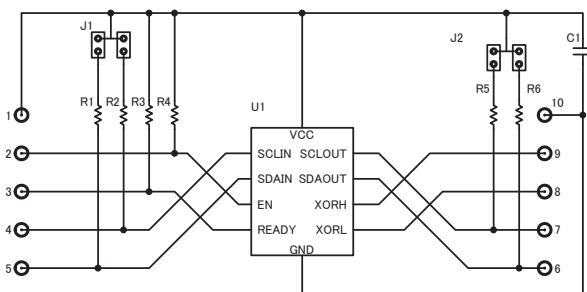 J1
J2
C1
R1 R2 R3 R4
R5 R6
U1
1
10
VCC
2
SCLIN SCLOUT
9
SDAIN SDAOUT
3
8
EN XORH
4
READY XORL
7
GND
5
6